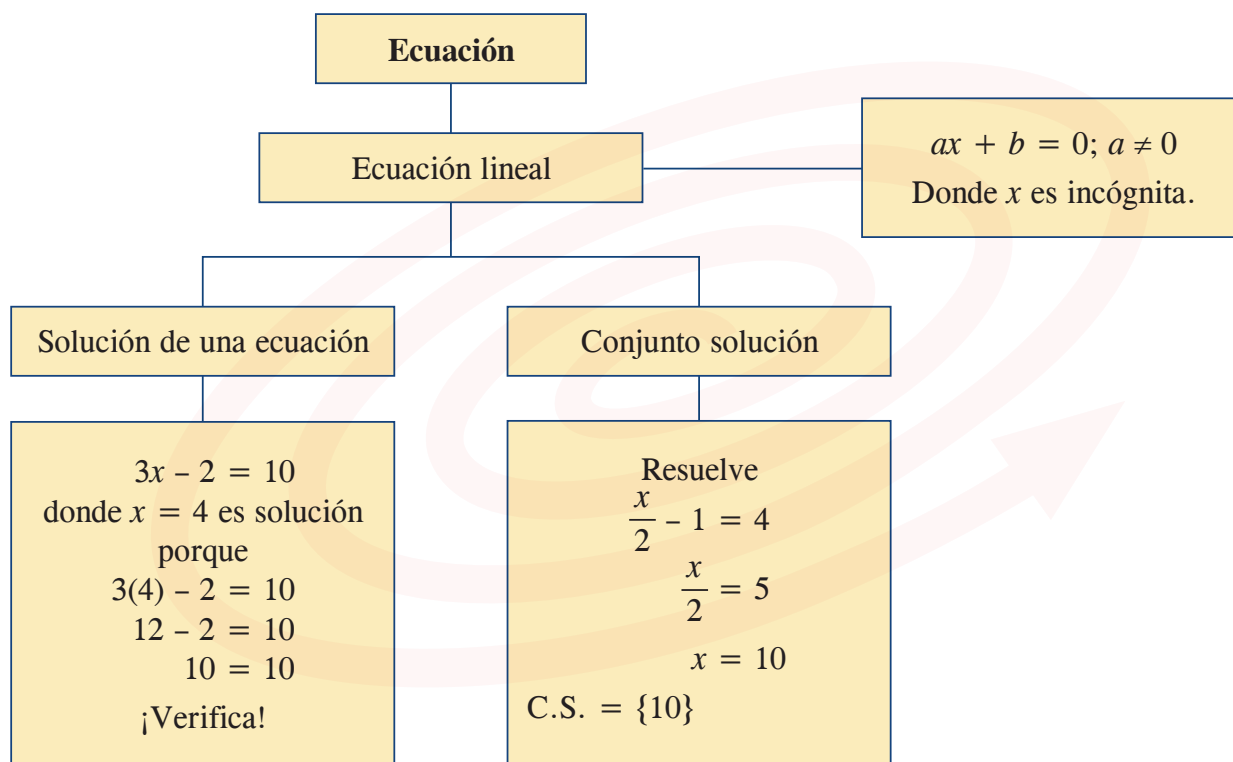 Ecuación
Ecuación lineal
ax + b = 0; a ≠ 0
Donde x es incógnita.
Solución de una ecuación
Conjunto solución
3x – 2 = 10
donde x = 4 es solución
porque
3(4) – 2 = 10
12 – 2 = 10
10 = 10
¡Verifica!
Resuelve
x/2 – 1 = 4
x/2 = 5
x = 10
C.S. = {10}